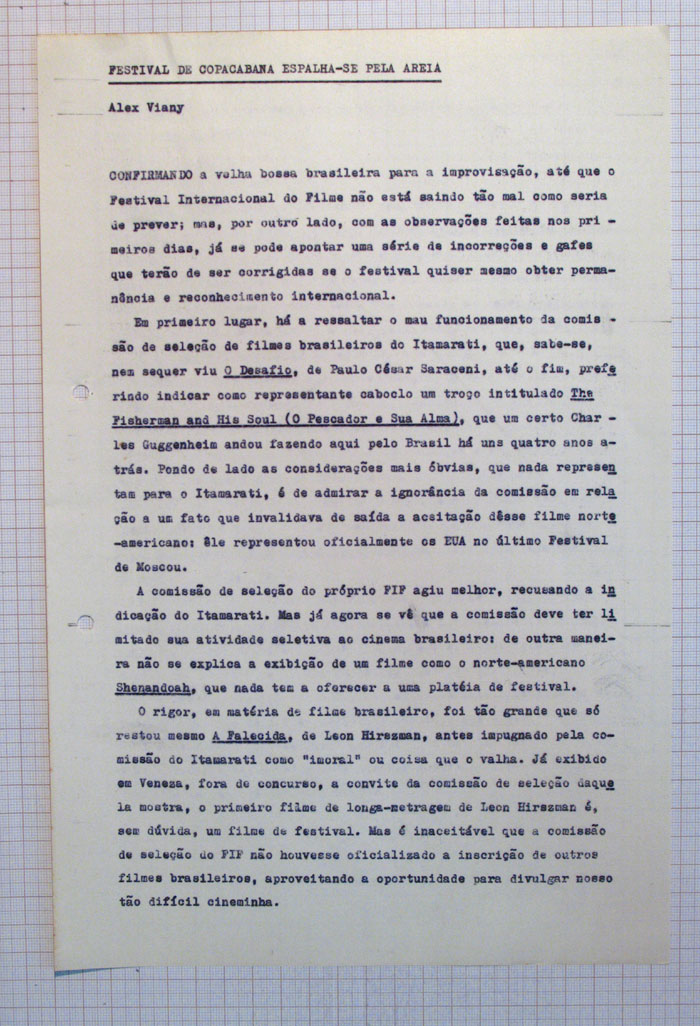 FESTIVAL DE COPACABANA ESPALHA-SE PELA AREIA
Alex Viany
CONFIRMANDO a velha bossa brasileira para a improvisação, até que o
Festival Internacional do Filme não está saindo tão mal como seria
de prever; mas, por outro lado, com as observações feitas nos pri -
meiros dias, já se pode apontar uma série de incorreções e gafes
que terão de ser corrigidas se o festival quiser mesmo obter perma-
nência e reconhecimento internacional.
Em primeiro lugar, há a ressaltar o mau funcionamento da comis -
são de seleção de filmes brasileiros do Itamarati, que, sabe-se,
nem sequer viu O Desafio, de Paulo César Saraceni, até o fim, prefe
rindo indicar como representante caboclo um troço intitulado The
Fisherman and His Soul (O Pescador e Sua Alma), que um certo Char -
les Guggenheim andou fazendo aqui pelo Brasil há uns quatro anos a-
trás. Pondo de lado as considerações mais óbvias, que nada represen
tam para o Itamarati, é de admirar a ignorância da comissão em rela
ção a um fato que invalidava de saída a aceitação dêsse filme norte
-americano: êle representou oficialmente os EUA no último Festival
de Moscou.
A comissão de seleção do próprio FIF agiu melhor, recusando a in
dicação do Itamarati. Mas já agora se vê que a comissão deve ter li
mitado sua atividade seletiva ao cinema brasileiro: de outra manei-
ra não se explica a exibição de um filme como o norte-americano
Shenandoah, que nada tem a oferecer a uma platéia de festival.
O rigor, em matéria de filme brasileiro, foi tão grande que só
restou mesmo A Falecida, de Leon Hirszman, antes impugnado pela co-
missão do Itamarati como "imoral" ou coisa que o valha. Já exibido
em Veneza, fora de concurso, a convite da comissão de seleção daque
la mostra, o primeiro filme de longa-metragem de Leon Hirszman é,
sem dúvida, um filme de festival. Mas é inaceitável que a comissão
de seleção do FIF não houvesse oficializado a inscrição de outros
filmes brasileiros, aproveitando a oportunidade para divulgar nosso
tão difícil cineminha.